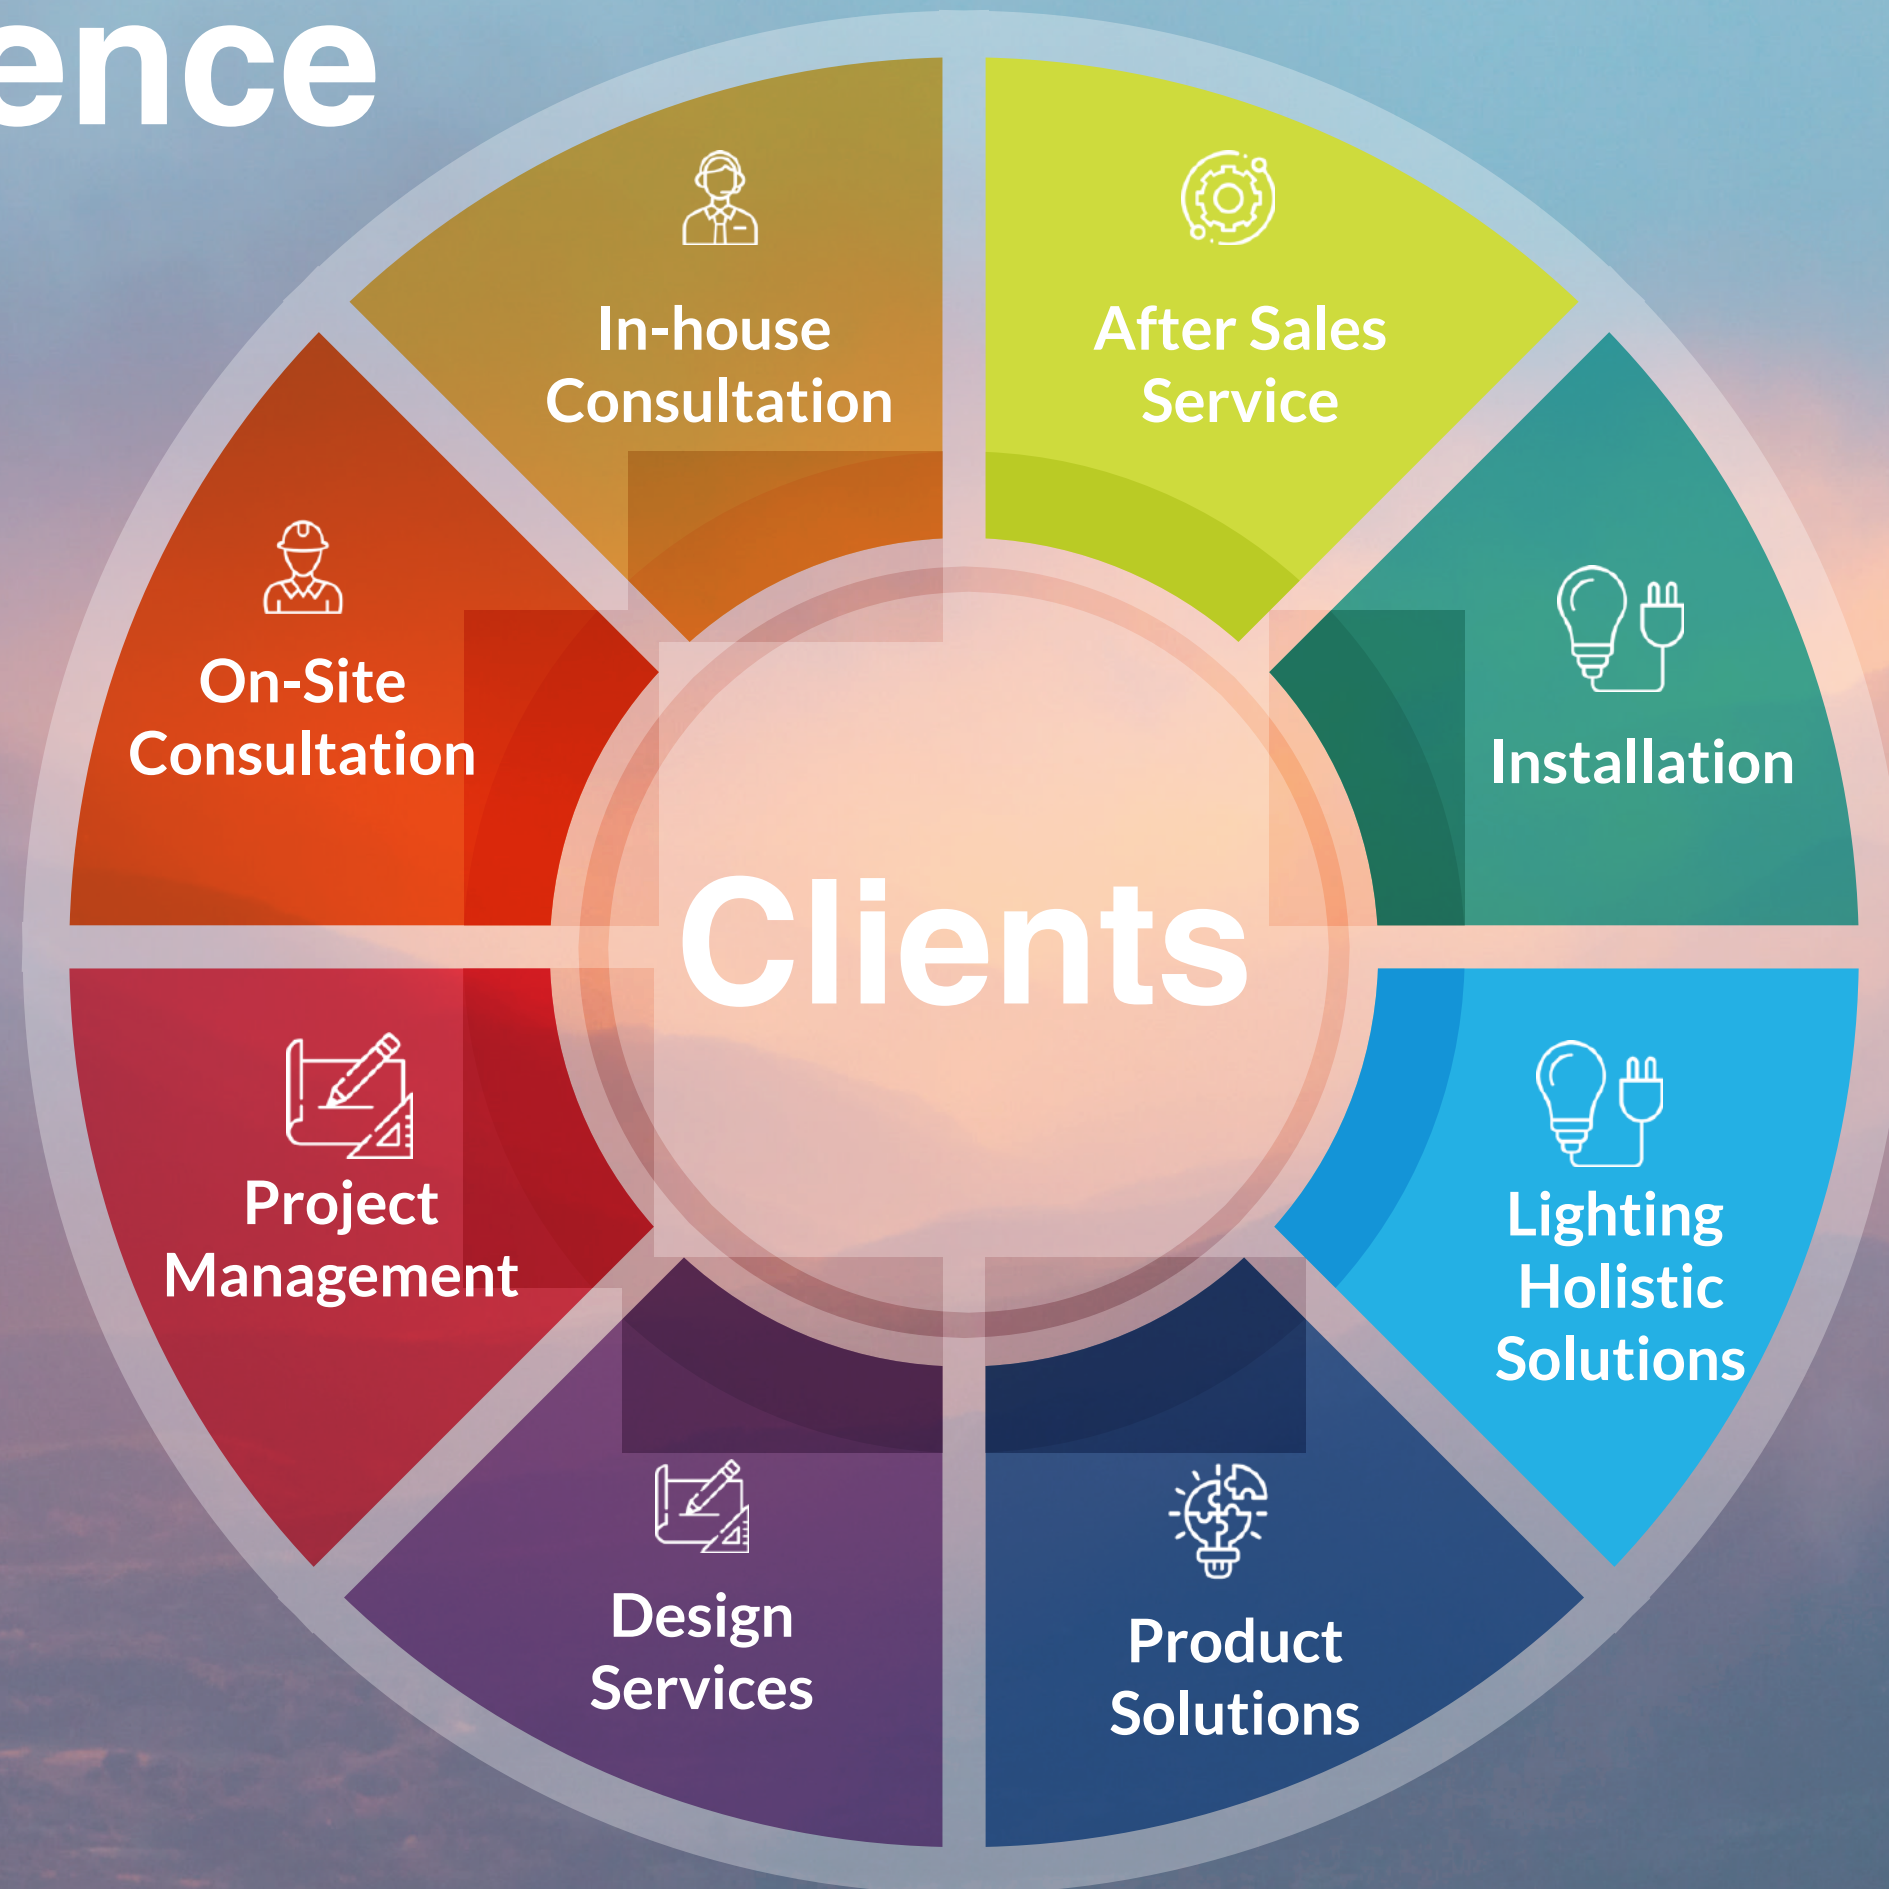 ence
In-house
Consultation
After Sales
Service
On-Site
Consultation
Installation
Clients
Project
Management
Lighting
Holistic
Solutions
Design
Services
Product
Solutions